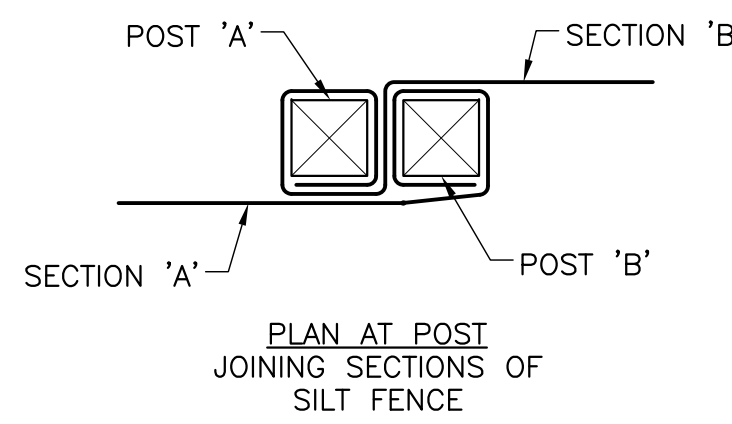 POST 'A'
SECTION 'B
SECTION 'A'
POST 'B'
PLAN AT POST
JOINING SECTIONS OF
SILT FENCE